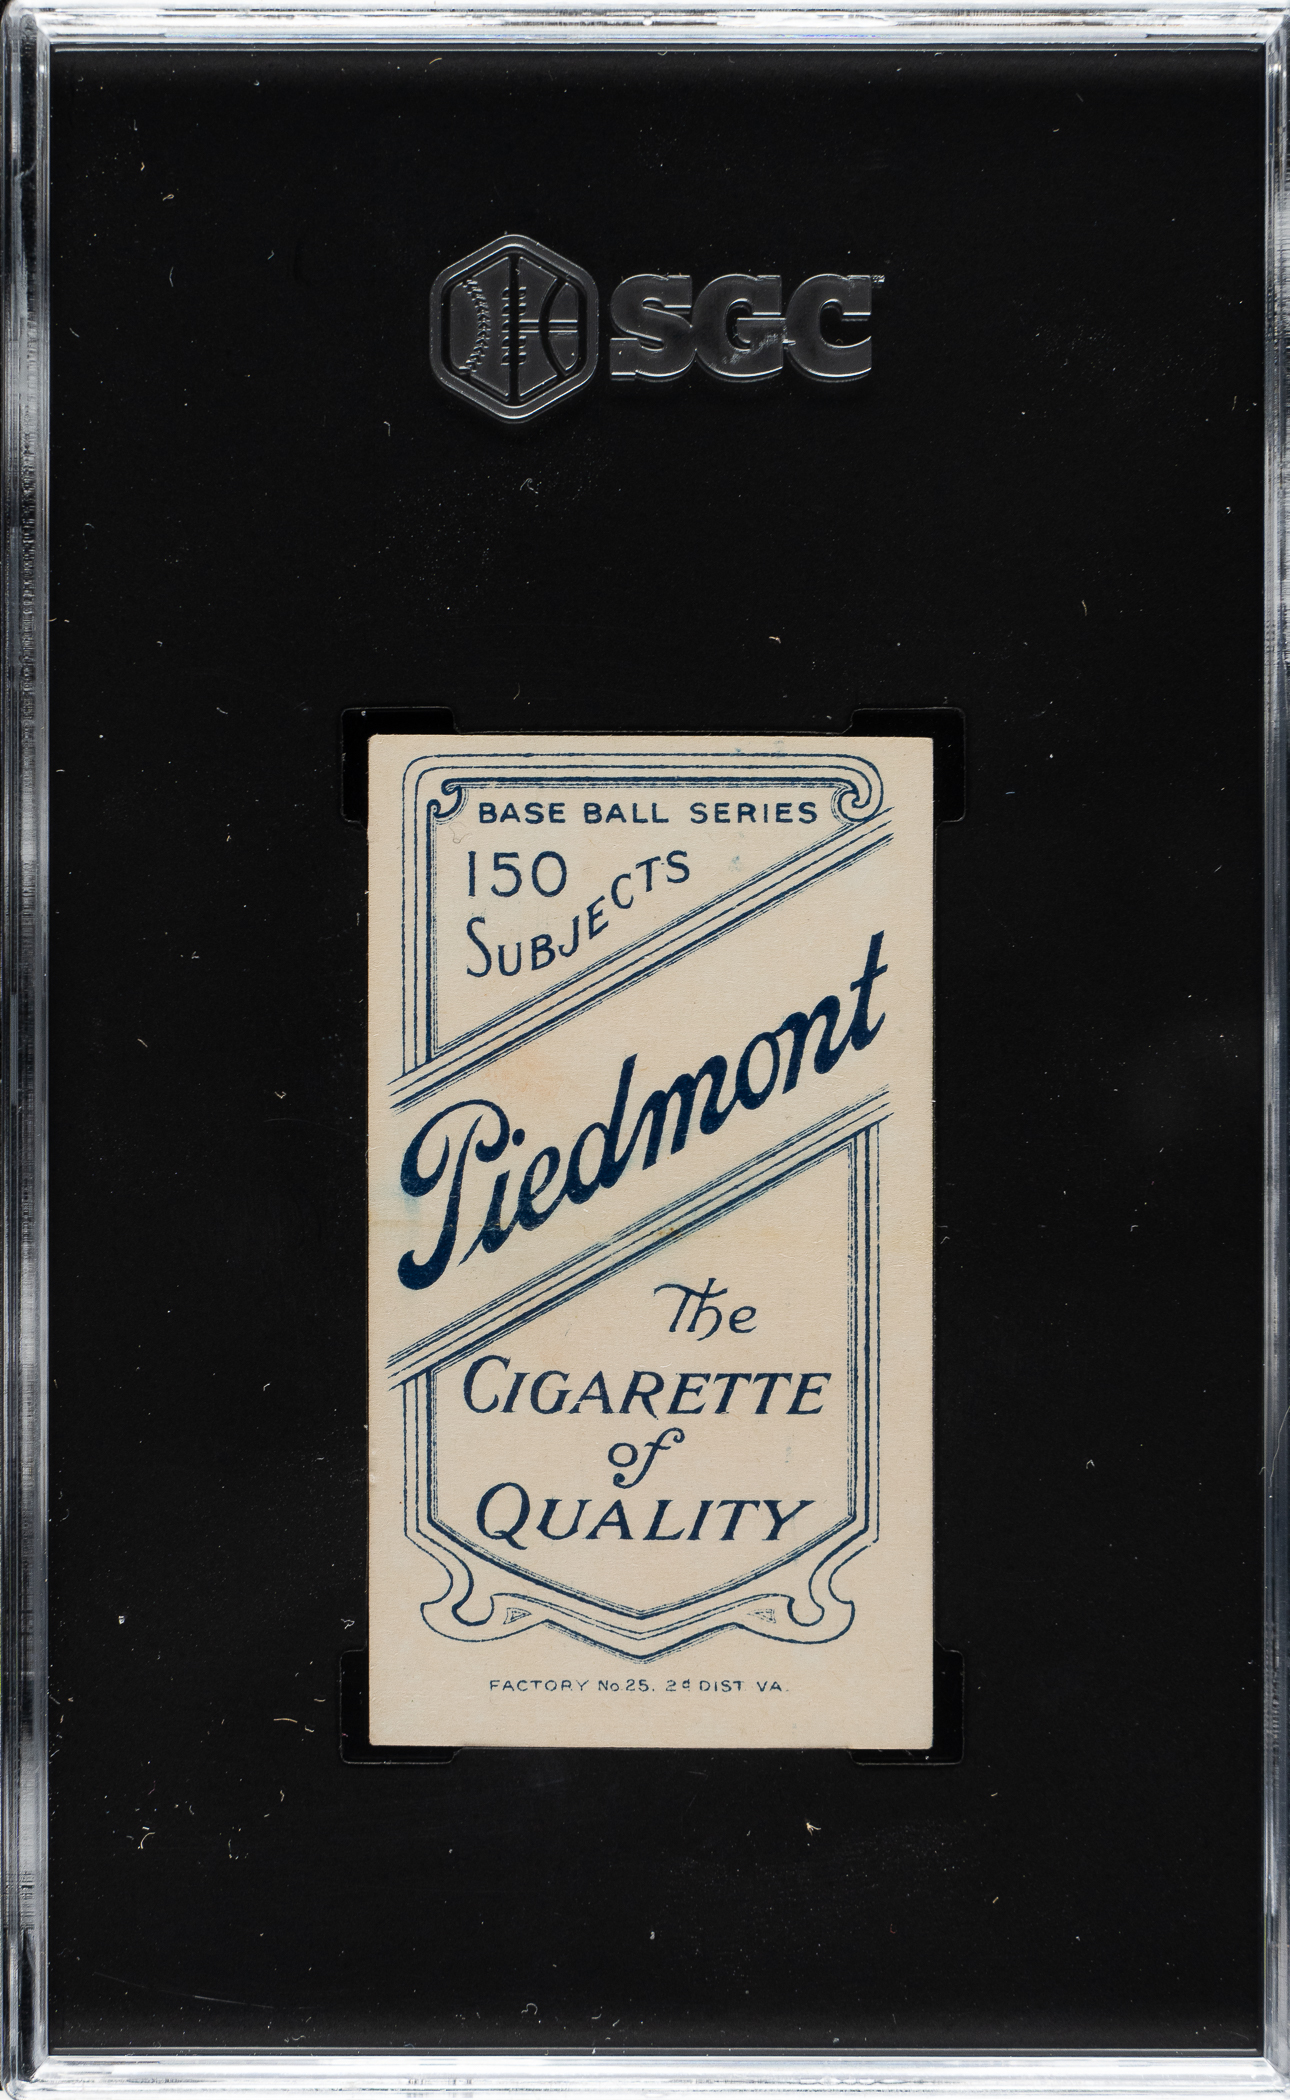 SGC
BASE BALL SERIES
150
SUBJECTS
Piedmont
The
CIGARETTE
of
QUALITY
FACTORY No.25. 2d DIST. VA.